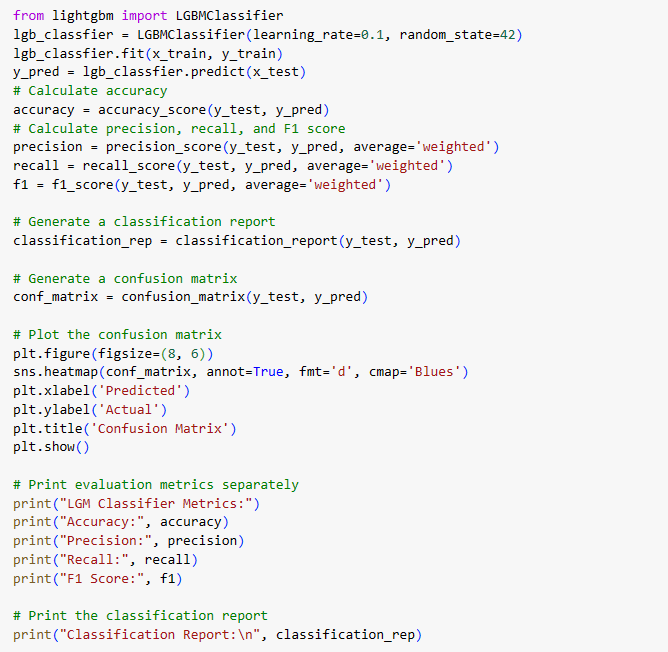 from lightgbm import LGBMClassifier
lgb_classfier = LGBMClassifier(learning_rate=0.1, random_state=42)
lgb_classfier.fit(x_train, y_train)
y_pred = lgb_classfier.predict(x_test)
# Calculate accuracy
accuracy = accuracy_score(y_test, y_pred)
# Calculate precision, recall, and F1 score
precision = precision_score(y_test, y_pred, average='weighted')
recall = recall_score(y_test, y_pred, average='weighted')
f1 = f1_score(y_test, y_pred, average='weighted')

# Generate a classification report
classification_rep = classification_report(y_test, y_pred)

# Generate a confusion matrix
conf_matrix = confusion_matrix(y_test, y_pred)

# Plot the confusion matrix
plt.figure(figsize=(8, 6))
sns.heatmap(conf_matrix, annot=True, fmt='d', cmap='Blues')
plt.xlabel('Predicted')
plt.ylabel('Actual')
plt.title('Confusion Matrix')
plt.show()

# Print evaluation metrics separately
print("LGM Classifier Metrics:")
print("Accuracy:", accuracy)
print("Precision:", precision)
print("Recall:", recall)
print("F1 Score:", f1)

# Print the classification report
print("Classification Report:\n", classification_rep)